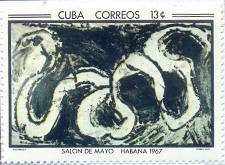 CUBA CORREOS 13¢
SALON DE MAYO HABANA 1967